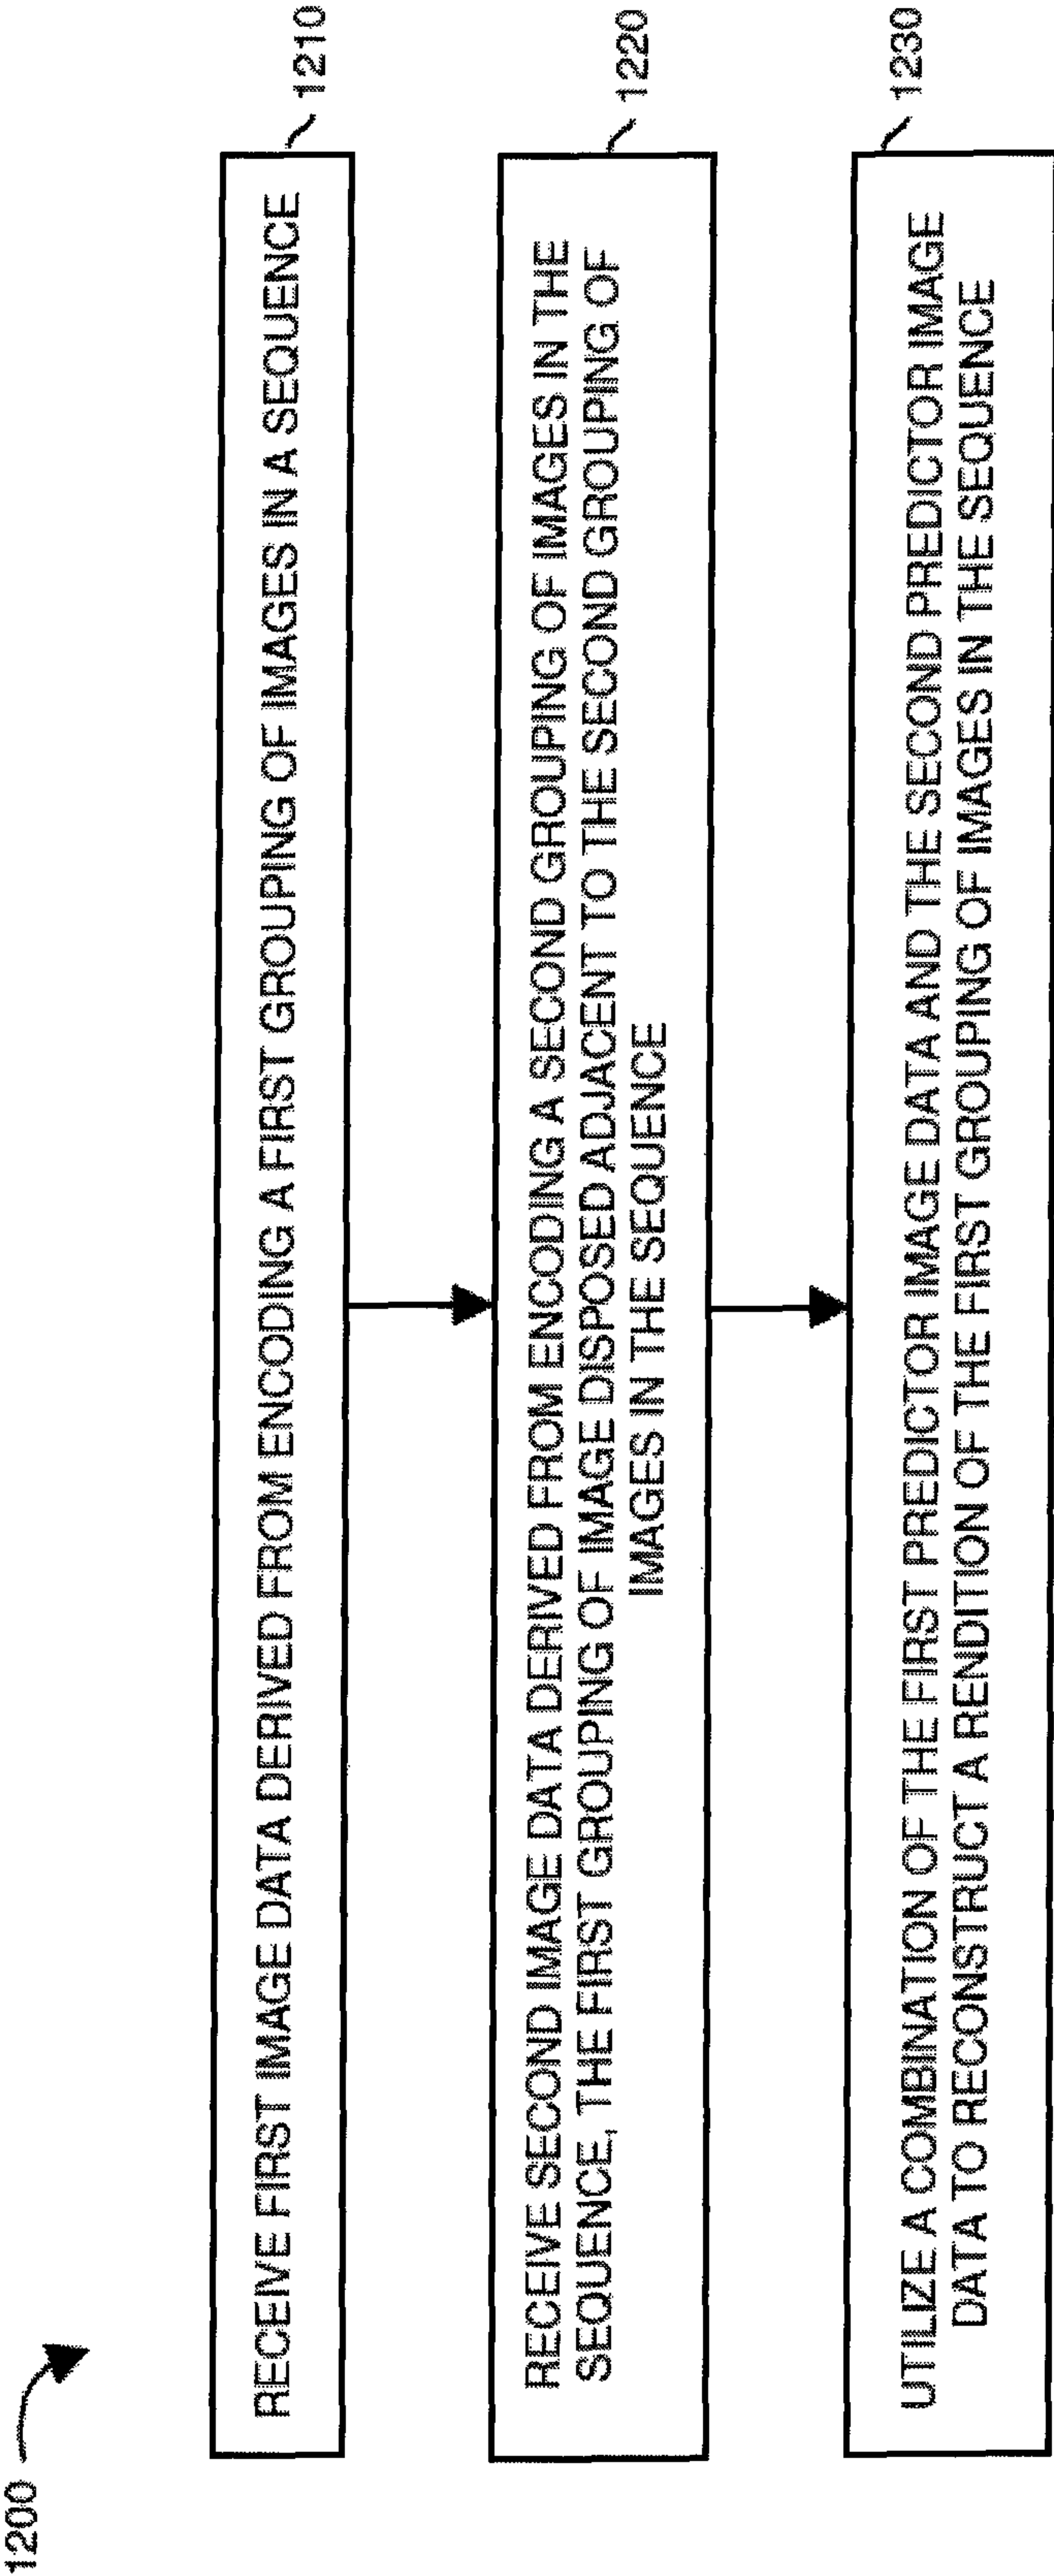 1200
RECEIVE FIRST IMAGE DATA DERIVED FROM ENCODING A FIRST GROUPING OF IMAGES IN A SEQUENCE
1210
RECEIVE SECOND IMAGE DATA DERIVED FROM ENCODING A SECOND GROUPING OF IMAGES IN THE
SEQUENCE, THE FIRST GROUPING OF IMAGE DISPOSED ADJACENT TO THE SECOND GROUPING OF
IMAGES IN THE SEQUENCE
1220
UTILIZE A COMBINATION OF THE FIRST PREDICTOR IMAGE DATA AND THE SECOND PREDICTOR IMAGE
DATA TO RECONSTRUCT A RENDITION OF THE FIRST GROUPING OF IMAGES IN THE SEQUENCE
1230